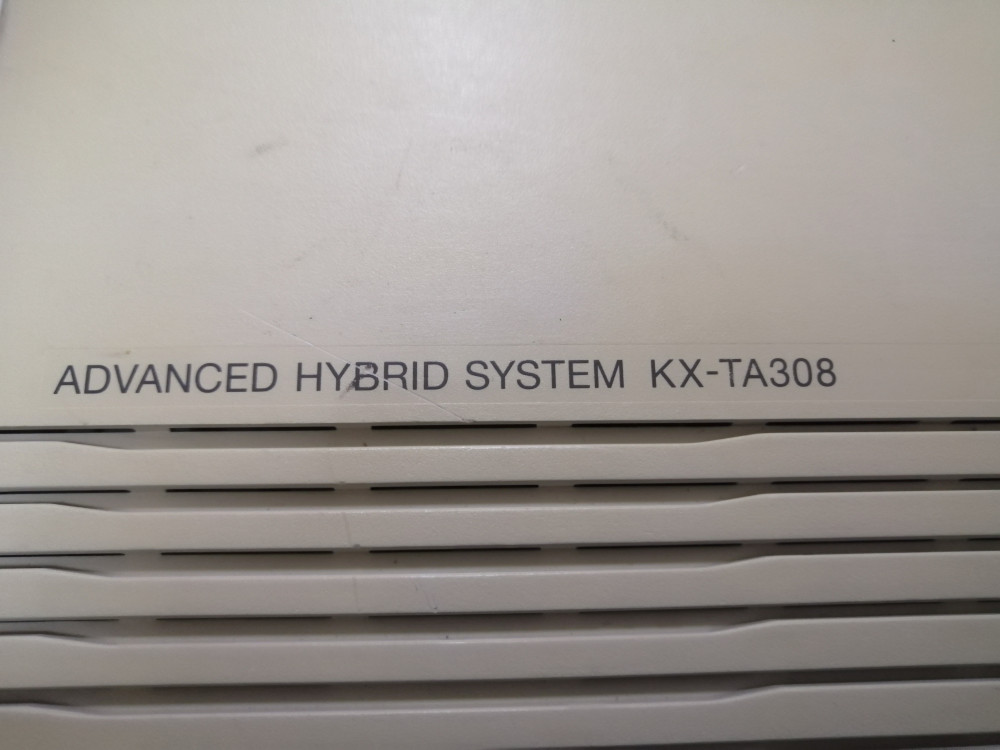 ADVANCED HYBRID SYSTEM KX-TA308